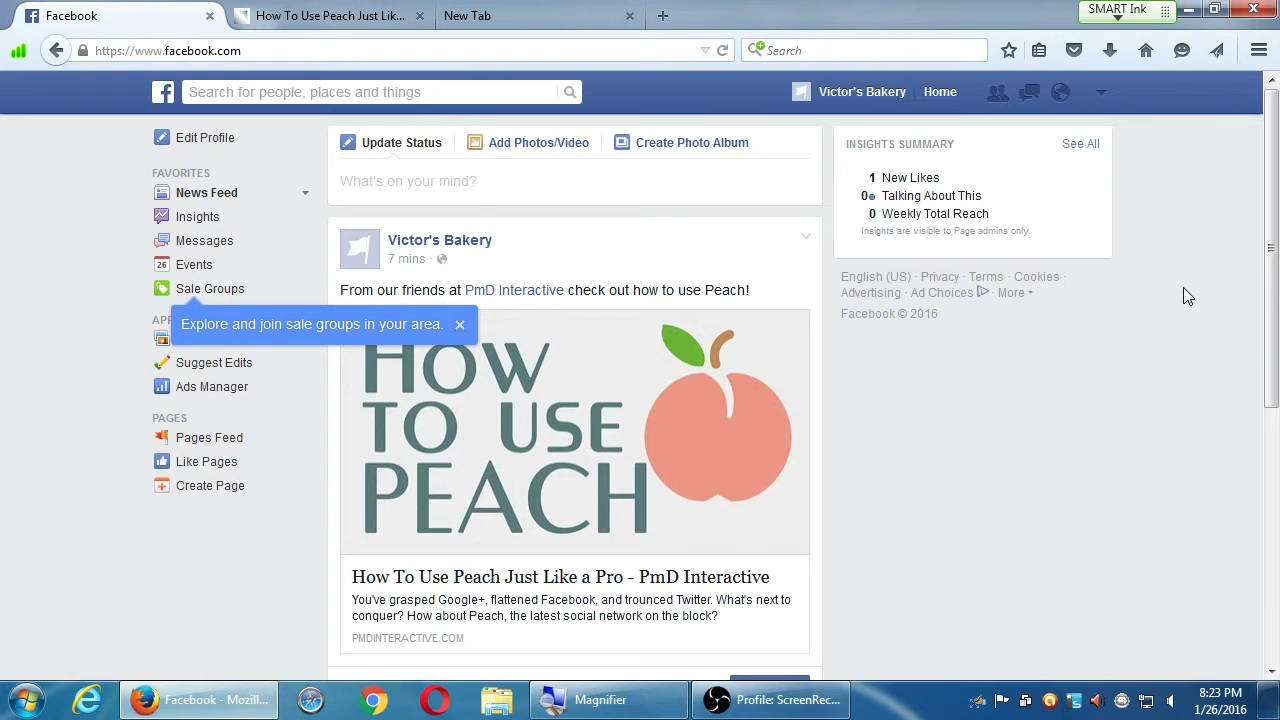 Facebook
How To Use Peach Just Lik...
New Tab
SMART Ink
https://www.facebook.com
Search
Search for people, places and things
Victor's Bakery
Home
Edit Profile
FAVORITES
News Feed
Insights
Messages
26
Events
Sale Groups
Explore and join sale groups in your area.
AP
Suggest Edits
Ads Manager
PAGES
Pages Feed
Like Pages
Create Page
Update Status
Add Photos/Video
Create Photo Album
What's on your mind?
Victor's Bakery
7 mins ·
From our friends at PmD Interactive check out how to use Peach!
HOW
TO USE
PEACH
How To Use Peach Just Like a Pro - PmD Interactive
You've grasped Google+, flattened Facebook, and trounced Twitter. What's next to
conquer? How about Peach, the latest social network on the block?
PMDINTERACTIVE.COM
INSIGHTS SUMMARY
See All
1 New Likes
0 Talking About This
0 Weekly Total Reach
Insights are visible to Page admins only.
English (US) · Privacy · Terms · Cookies ·
Advertising · Ad Choices · More
Facebook © 2016
Facebook - Mozill...
Magnifier
Profile: ScreenRec...
8:23 PM
1/26/2016